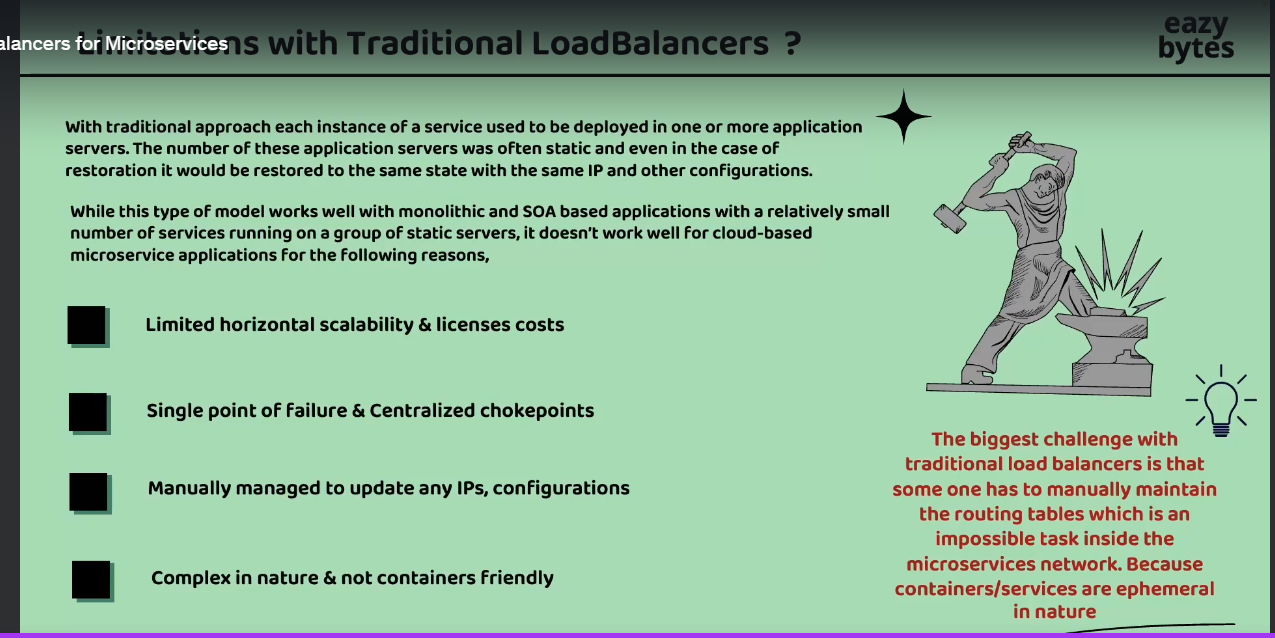 alancers for Microservices
Limitations with Traditional LoadBalancers ?
eazy
bytes
With traditional approach each instance of a service used to be deployed in one or more application
servers. The number of these application servers was often static and even in the case of
restoration it would be restored to the same state with the same IP and other configurations.
While this type of model works well with monolithic and SOA based applications with a relatively small
number of services running on a group of static servers, it doesn't work well for cloud-based
microservice applications for the following reasons,
Limited horizontal scalability & licenses costs
Single point of failure & Centralized chokepoints
Manually managed to update any IPs, configurations
Complex in nature & not containers friendly
The biggest challenge with
traditional load balancers is that
some one has to manually maintain
the routing tables which is an
impossible task inside the
microservices network. Because
containers/services are ephemeral
in nature